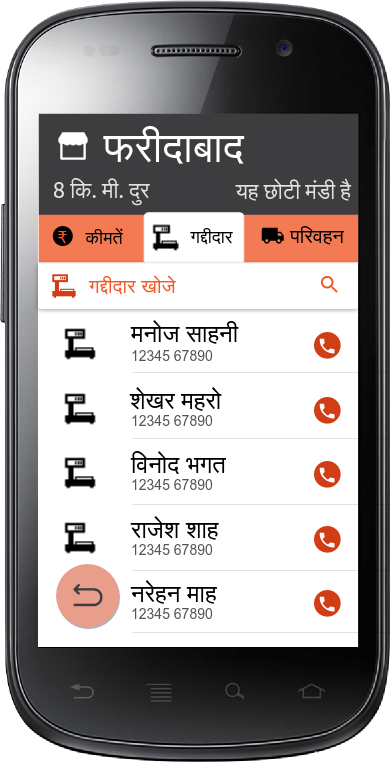 फरीदाबाद
8 कि. मी. दुर यह छोटी मंडी है
₹ कीमतें गद्दीदार परिवहन
गद्दीदार खोजे
मनोज साहनी
12345 67890
शेखर महरो
12345 67890
विनोद भगत
12345 67890
राजेश शाह
12345 67890
नरेहन माह
12345 67890